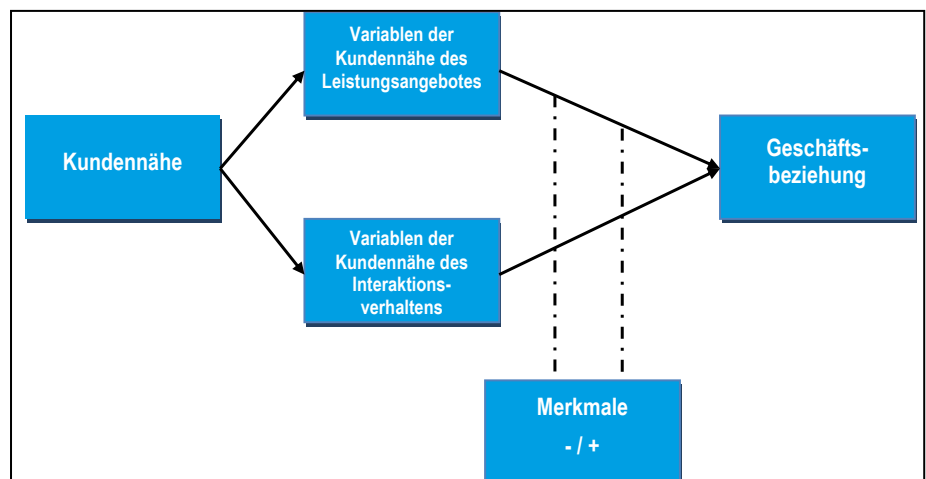 Variablen der
Kundennähe des
Leistungsangebotes
Kundennähe
Geschäfts-
beziehung
Variablen der
Kundennähe des
Interaktions-
verhaltens
Merkmale
- / +